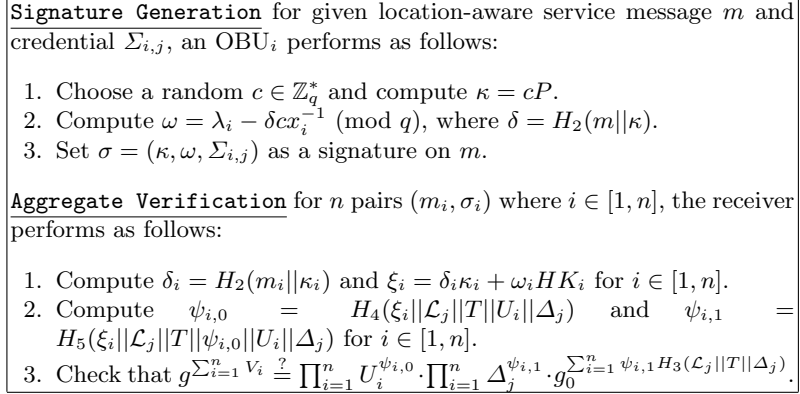 Signature Generation for given location-aware service message m and
credential Σ_{i,j}, an OBU_i performs as follows:
1. Choose a random c ∈ ℤ_q^* and compute κ = cP.
2. Compute ω = λ_i − δcx_i^{-1} (mod q), where δ = H_2(m||κ).
3. Set σ = (κ, ω, Σ_{i,j}) as a signature on m.
Aggregate Verification for n pairs (m_i, σ_i) where i ∈ [1, n], the receiver
performs as follows:
1. Compute δ_i = H_2(m_i||κ_i) and ξ_i = δ_iκ_i + ω_iHK_i for i ∈ [1, n].
2. Compute ψ_{i,0} = H_4(ξ_i||ℒ_j||T||U_i||Δ_j) and ψ_{i,1} =
H_5(ξ_i||ℒ_j||T||ψ_{i,0}||U_i||Δ_j) for i ∈ [1, n].
3. Check that g^{∑_{i=1}^n V_i} ≟ ∏_{i=1}^n U_i^{ψ_{i,0}} · ∏_{i=1}^n Δ_j^{ψ_{i,1}} · g_0^{∑_{i=1}^n ψ_{i,1}H_3(ℒ_j||T||Δ_j)}.